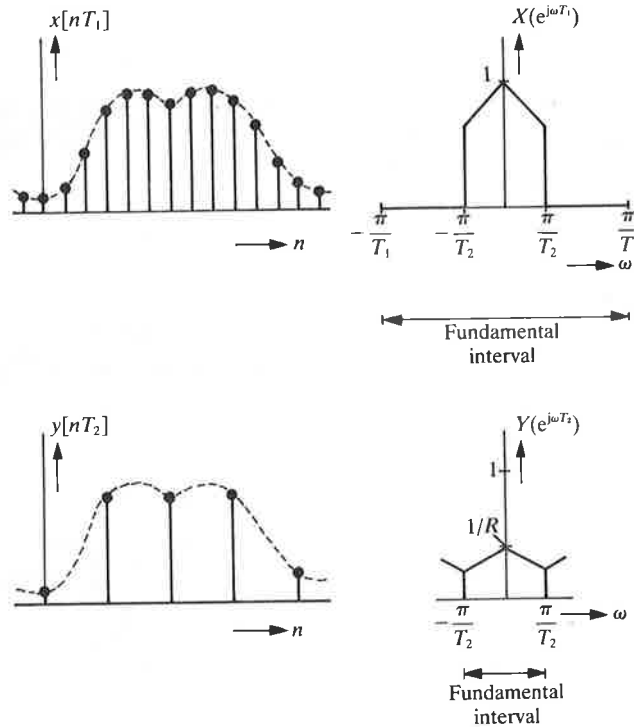 x[nT₁]
n
X(e^{jωT₁})
1
-π/T₁ -π/T₂ π/T₂ π/T
ω
Fundamental
interval
y[nT₂]
n
Y(e^{jωT₂})
1
1/R
-π/T₂ π/T₂
ω
Fundamental
interval